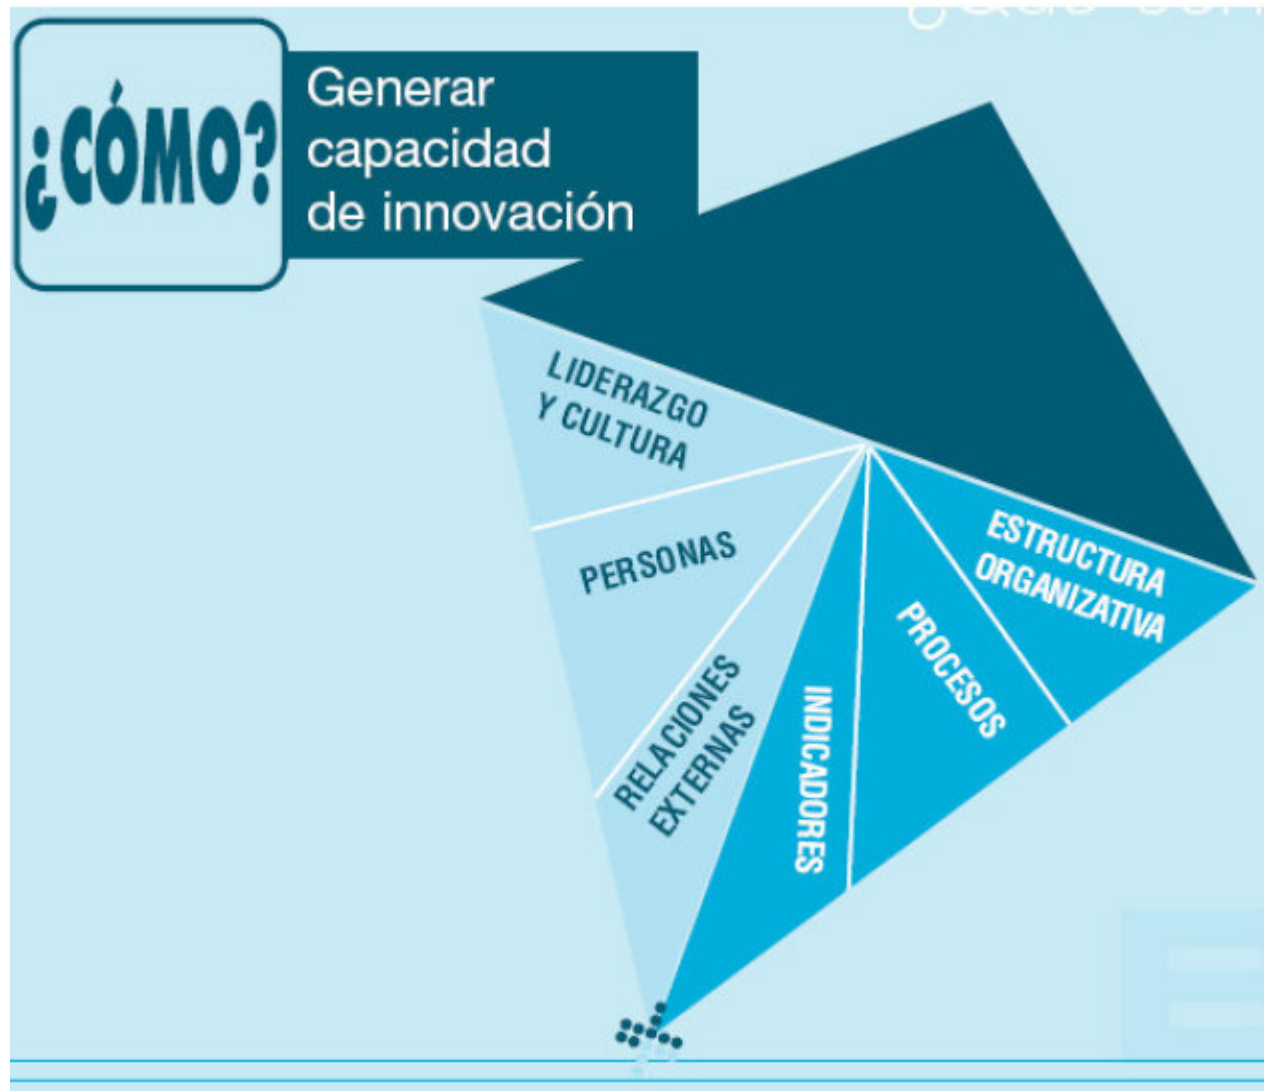 ¿CÓMO?
Generar
capacidad
de innovación
LIDERAZGO
Y CULTURA
PERSONAS
RELACIONES
EXTERNAS
INDICADORES
PROCESOS
ESTRUCTURA
ORGANIZATIVA